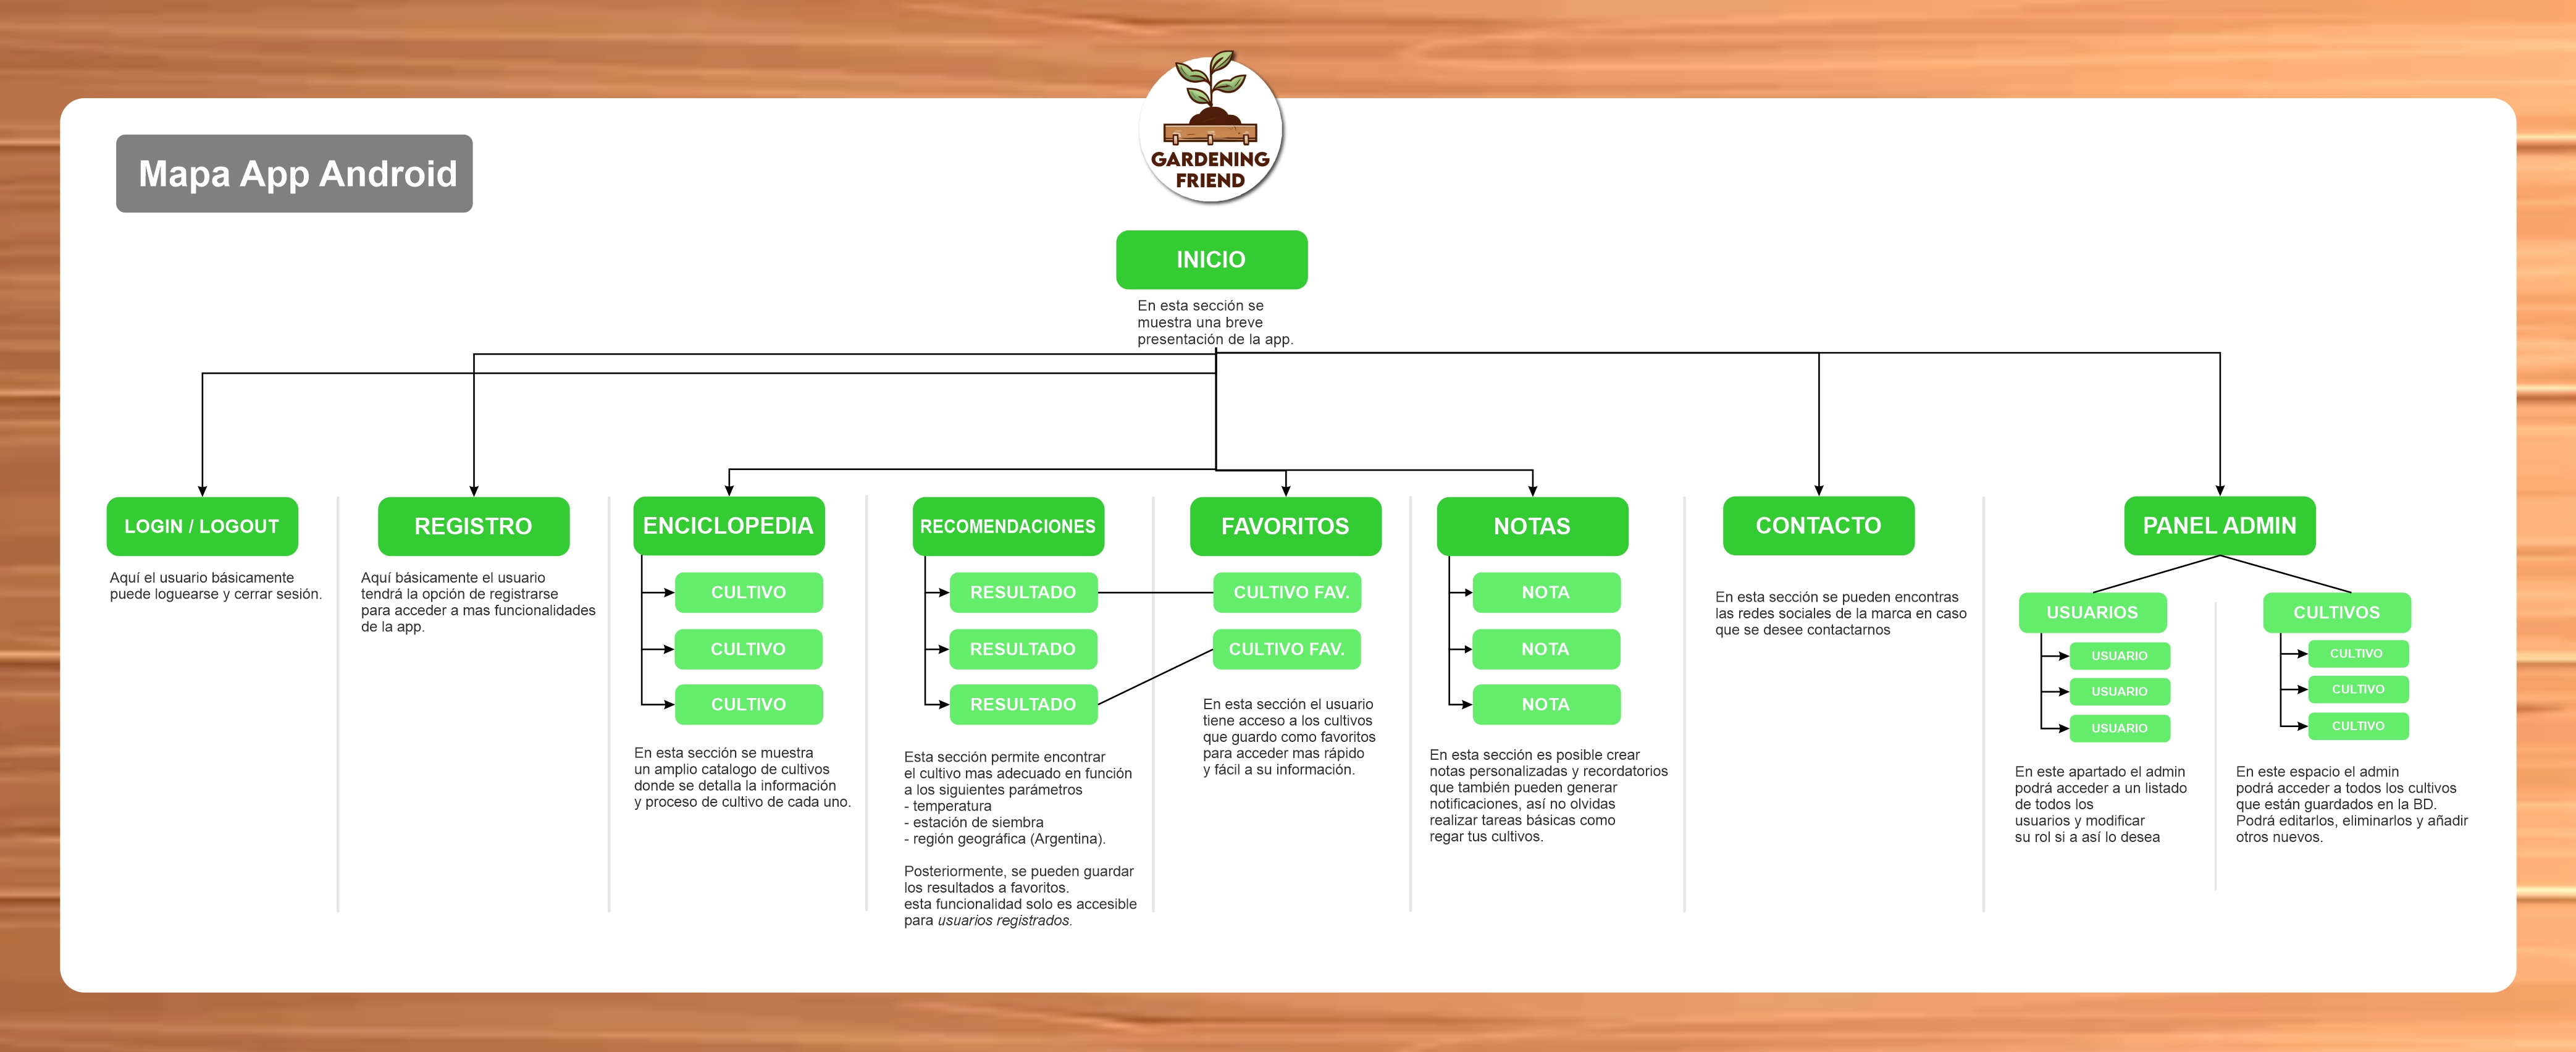 GARDENING
FRIEND
Mapa App Android
INICIO
En esta sección se
muestra una breve
presentación de la app.
LOGIN / LOGOUT
Aquí el usuario básicamente
puede loguearse y cerrar sesión.
REGISTRO
Aquí básicamente el usuario
tendrá la opción de registrarse
para acceder a mas funcionalidades
de la app.
ENCICLOPEDIA
CULTIVO
CULTIVO
CULTIVO
En esta sección se muestra
un amplio catalogo de cultivos
donde se detalla la información
y proceso de cultivo de cada uno.
RECOMENDACIONES
RESULTADO
RESULTADO
RESULTADO
Esta sección permite encontrar
el cultivo mas adecuado en función
a los siguientes parámetros
- temperatura
- estación de siembra
- región geográfica (Argentina).
Posteriormente, se pueden guardar
los resultados a favoritos.
esta funcionalidad solo es accesible
para usuarios registrados.
FAVORITOS
CULTIVO FAV.
CULTIVO FAV.
En esta sección el usuario
tiene acceso a los cultivos
que guardo como favoritos
para acceder mas rápido
y fácil a su información.
NOTAS
NOTA
NOTA
NOTA
En esta sección es posible crear
notas personalizadas y recordatorios
que también pueden generar
notificaciones, así no olvidas
realizar tareas básicas como
regar tus cultivos.
CONTACTO
En esta sección se pueden encontras
las redes sociales de la marca en caso
que se desee contactarnos
PANEL ADMIN
USUARIOS
USUARIO
USUARIO
USUARIO
En este apartado el admin
podrá acceder a un listado
de todos los
usuarios y modificar
su rol si a así lo desea
CULTIVOS
CULTIVO
CULTIVO
CULTIVO
En este espacio el admin
podrá acceder a todos los cultivos
que están guardados en la BD.
Podrá editarlos, eliminarlos y añadir
otros nuevos.